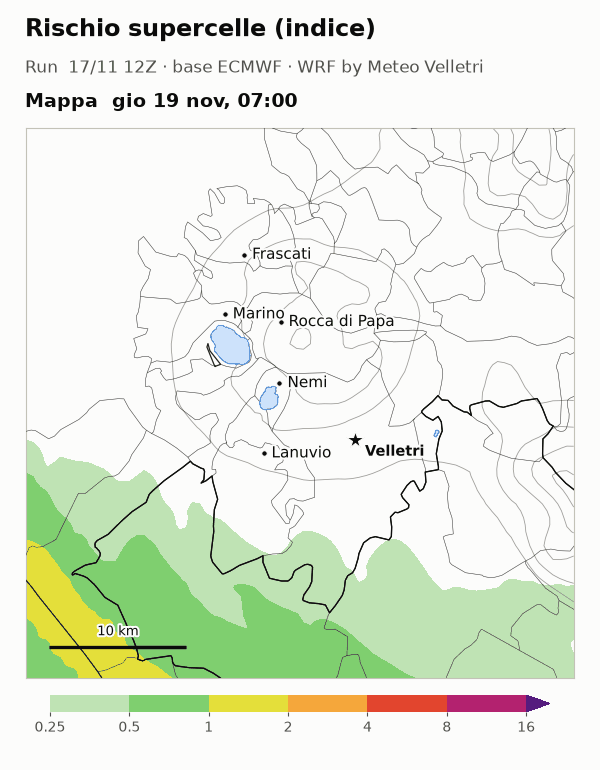 Rischio supercelle (indice)
Run  17/11 12Z · base ECMWF · WRF by Meteo Velletri
Mappa  gio 19 nov, 07:00
Frascati
Marino
Rocca di Papa
Nemi
Velletri
Lanuvio
10 km
0.25 0.5 1 2 4 8 16